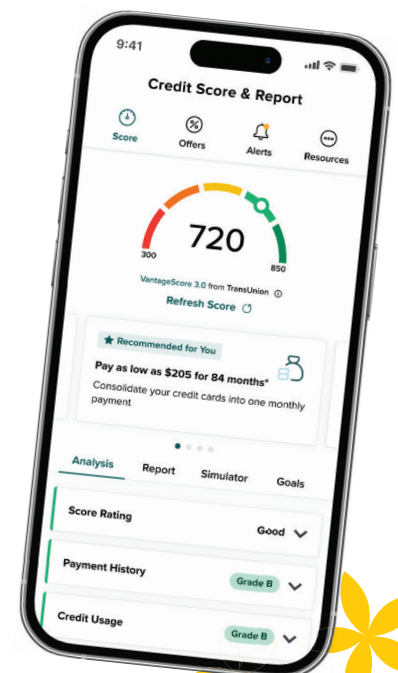 9:41
Credit Score & Report
Score
Offers
Alerts
Resources
720
300
850
VantageScore 3.0 from TransUnion
Refresh Score
Recommended for You
Pay as low as $205 for 84 months*
Consolidate your credit cards into one monthly
payment
Analysis
Report
Simulator
Goals
Score Rating
Good
Payment History
Grade B
Credit Usage
Grade B